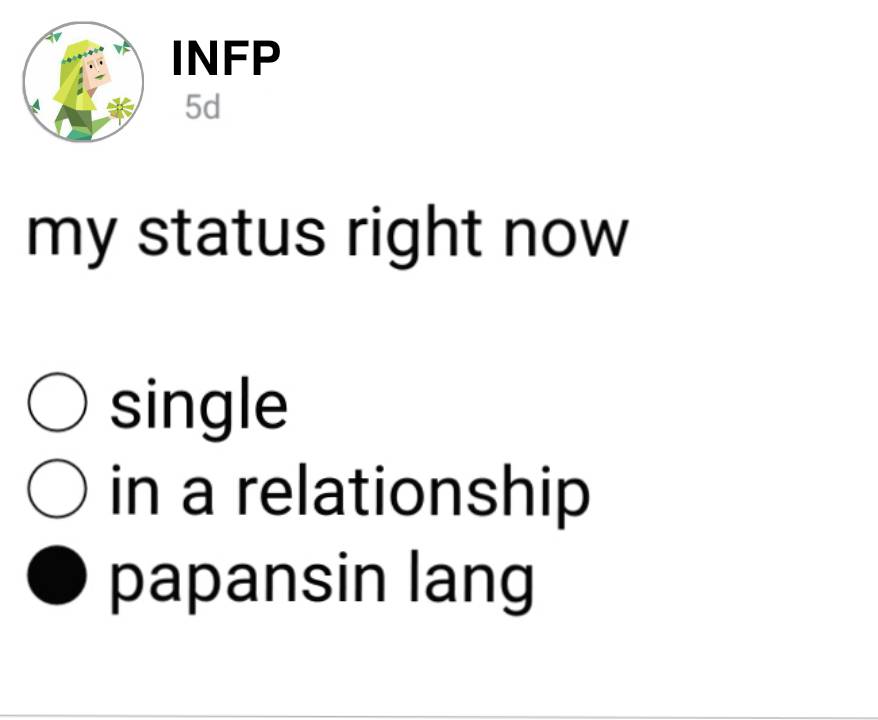 INFP
5d
my status right now
single
in a relationship
papansin lang